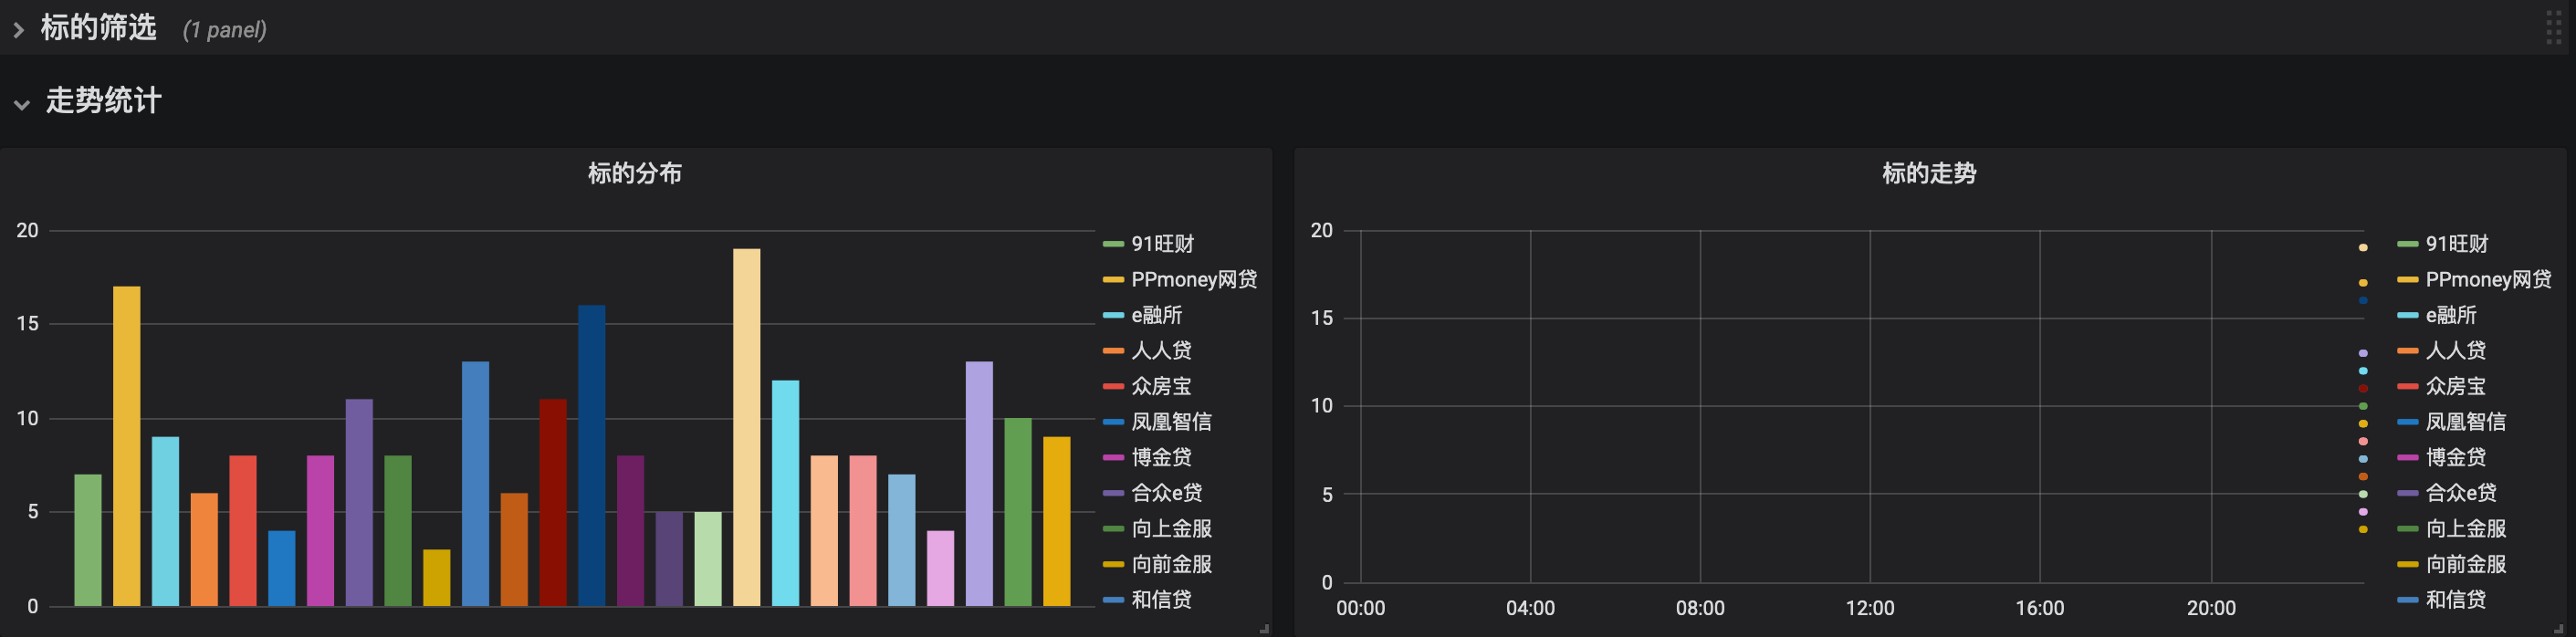 标的筛选 (1 panel)
走势统计
标的分布
20
15
10
5
0
91旺财
PPmoney网贷
e融所
人人贷
众房宝
凤凰智信
博金贷
合众e贷
向上金服
向前金服
和信贷
标的走势
20
15
10
5
0
00:00 04:00 08:00 12:00 16:00 20:00
91旺财
PPmoney网贷
e融所
人人贷
众房宝
凤凰智信
博金贷
合众e贷
向上金服
向前金服
和信贷